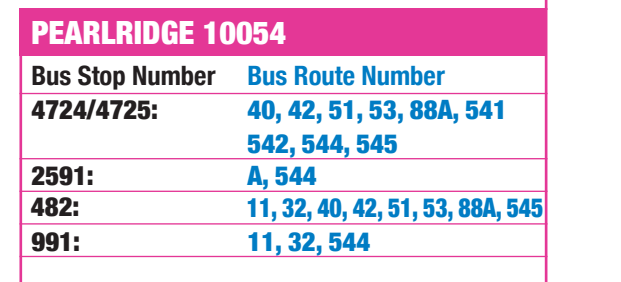 PEARLRIDGE 10054
Bus Stop Number Bus Route Number
4724/4725: 40, 42, 51, 53, 88A, 541
542, 544, 545
2591: A, 544
482: 11, 32, 40, 42, 51, 53, 88A, 545
991: 11, 32, 544